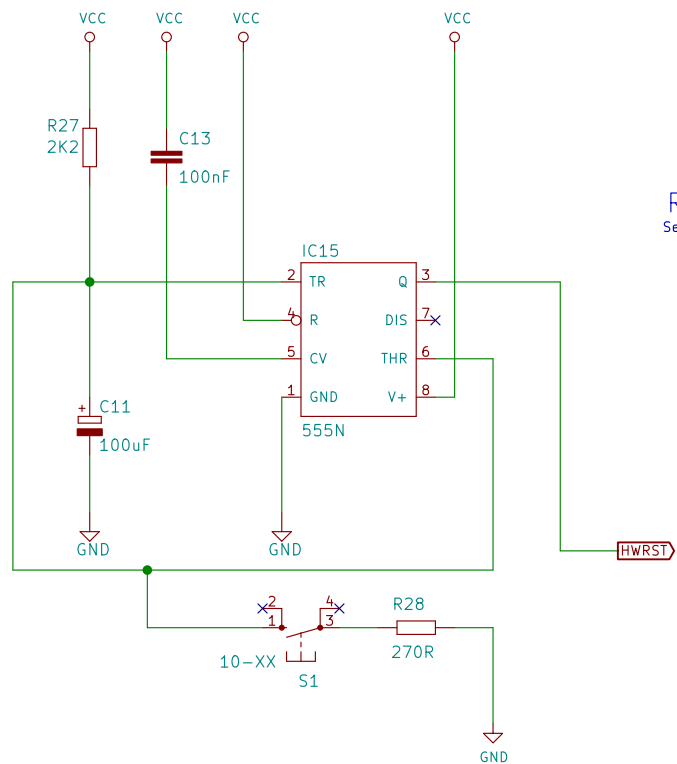 VCC VCC VCC VCC
R27
2K2
C13
100nF
IC15
2 TR Q 3
4 R DIS 7
5 CV THR 6
1 GND V+ 8
555N
+ C11
100uF
GND GND
HWRST
2 4
1 3
10-XX
S1
R28
270R
GND